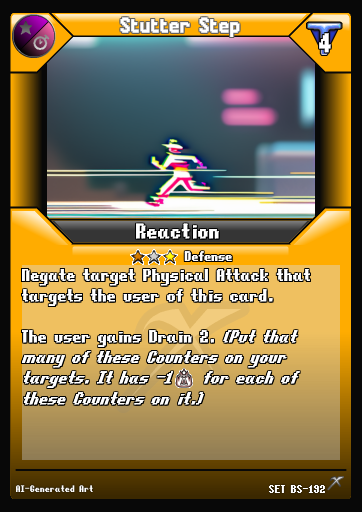 Stutter Step
4
Reaction
Defense
Negate target Physical Attack that
targets the user of this card.
The user gains Drain 2. (Put that
many of these Counters on your
targets. It has -1 for each of
these Counters on it.)
AI-Generated Art
SET BS-192